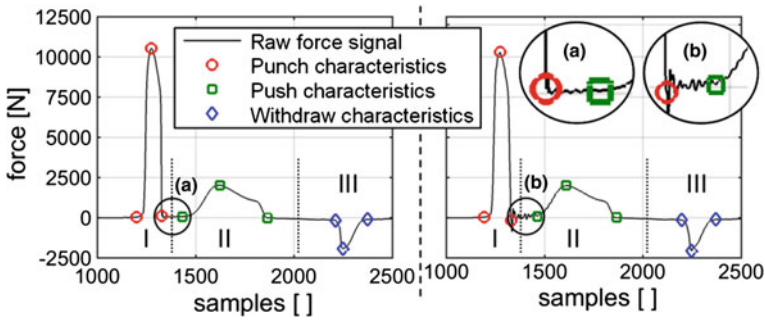 12500
10000
7500
5000
2500
0
-2500
force [N]
Raw force signal
Punch characteristics
Push characteristics
Withdraw characteristics
(a)
I
II
III
1000 1500 2000 2500
samples [ ]
(a)
(b)
(b)
I
II
III
1000 1500 2000 2500
samples [ ]